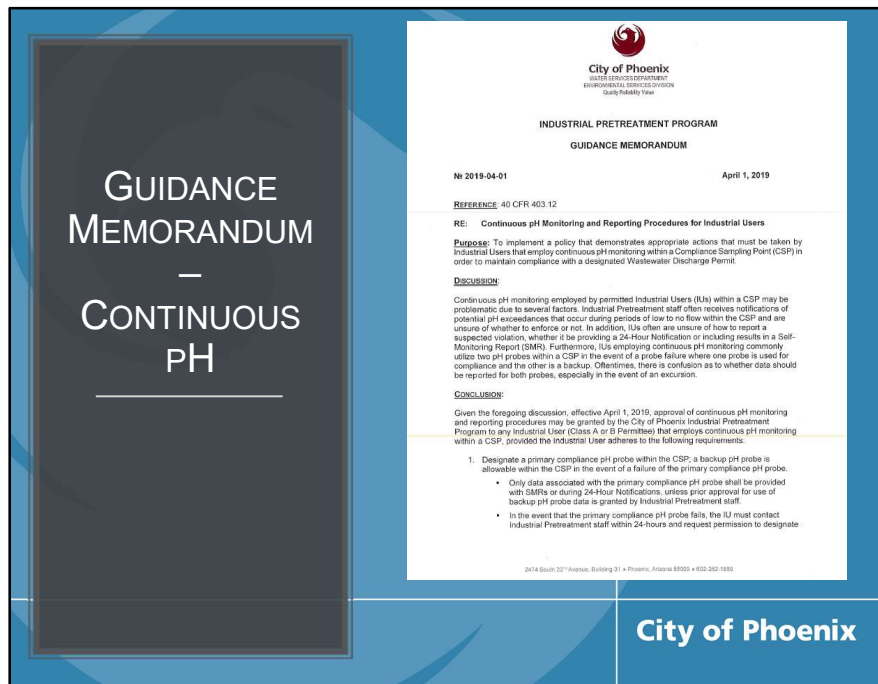 GUIDANCE
MEMORANDUM
–
CONTINUOUS
PH
City of Phoenix
WATER SERVICES DEPARTMENT
ENVIRONMENTAL SERVICES DIVISION
Quality Reliability Value
INDUSTRIAL PRETREATMENT PROGRAM
GUIDANCE MEMORANDUM
№ 2019-04-01 April 1, 2019
REFERENCE: 40 CFR 403.12
RE: Continuous pH Monitoring and Reporting Procedures for Industrial Users
Purpose: To implement a policy that demonstrates appropriate actions that must be taken by
Industrial Users that employ continuous pH monitoring within a Compliance Sampling Point (CSP) in
order to maintain compliance with a designated Wastewater Discharge Permit.
DISCUSSION:
Continuous pH monitoring employed by permitted Industrial Users (IUs) within a CSP may be
problematic due to several factors. Industrial Pretreatment staff often receives notifications of
potential pH exceedances that occur during periods of low to no flow within the CSP and are
unsure of whether to enforce or not. In addition, IUs often are unsure of how to report a
suspected violation, whether it be providing a 24-Hour Notification or including results in a Self-
Monitoring Report (SMR). Furthermore, IUs employing continuous pH monitoring commonly
utilize two pH probes within a CSP in the event of a probe failure where one probe is used for
compliance and the other is a backup. Oftentimes, there is confusion as to whether data should
be reported for both probes, especially in the event of an excursion.
CONCLUSION:
Given the foregoing discussion, effective April 1, 2019, approval of continuous pH monitoring
and reporting procedures may be granted by the City of Phoenix Industrial Pretreatment
Program to any Industrial User (Class A or B Permittee) that employs continuous pH monitoring
within a CSP, provided the Industrial User adheres to the following requirements:
1. Designate a primary compliance pH probe within the CSP; a backup pH probe is
allowable within the CSP in the event of a failure of the primary compliance pH probe.
• Only data associated with the primary compliance pH probe shall be provided
with SMRs or during 24-Hour Notifications, unless prior approval for use of
backup pH probe data is granted by Industrial Pretreatment staff.
• In the event that the primary compliance pH probe fails, the IU must contact
Industrial Pretreatment staff within 24-hours and request permission to designate
2474 South 22nd Avenue, Building 31 • Phoenix, Arizona 85009 • 602-262-1859
City of Phoenix